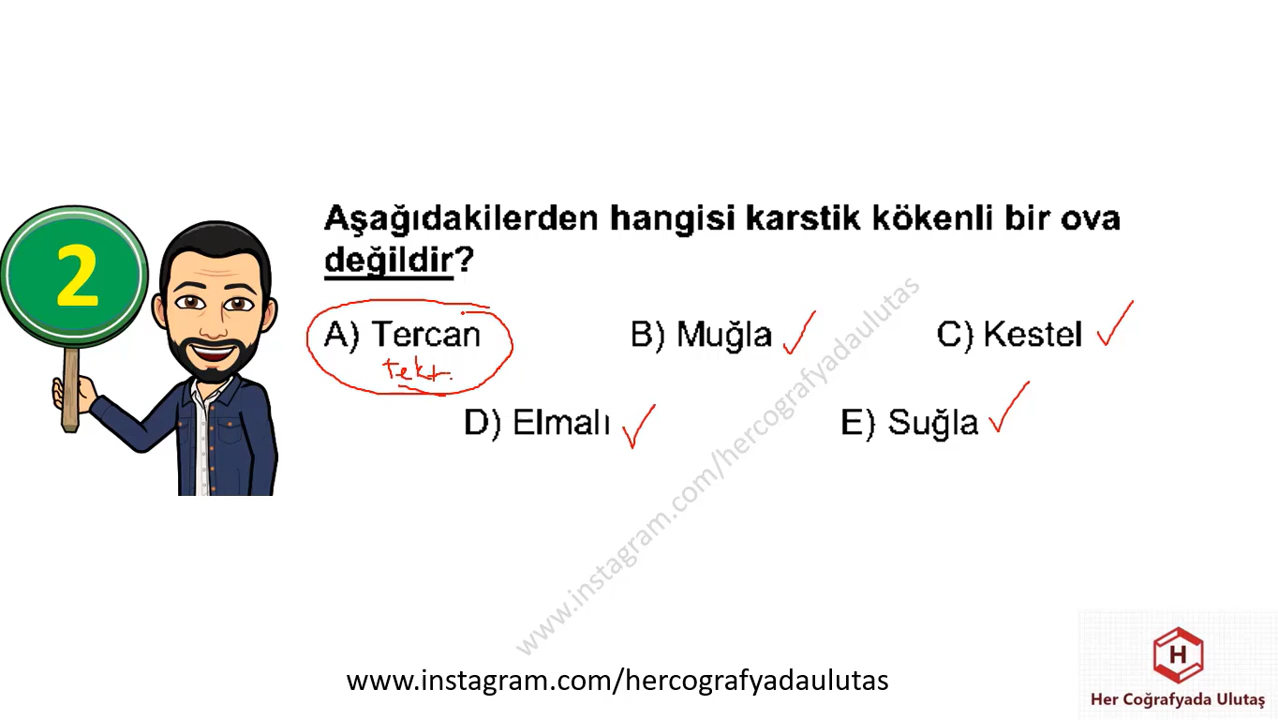 2
Aşağıdakilerden hangisi karstik kökenli bir ova
değildir?
A) Tercan B) Muğla C) Kestel
tekt.
D) Elmalı E) Suğla
www.instagram.com/hercografyadaulutas
www.instagram.com/hercografyadaulutas
H
Her Coğrafyada Ulutaş